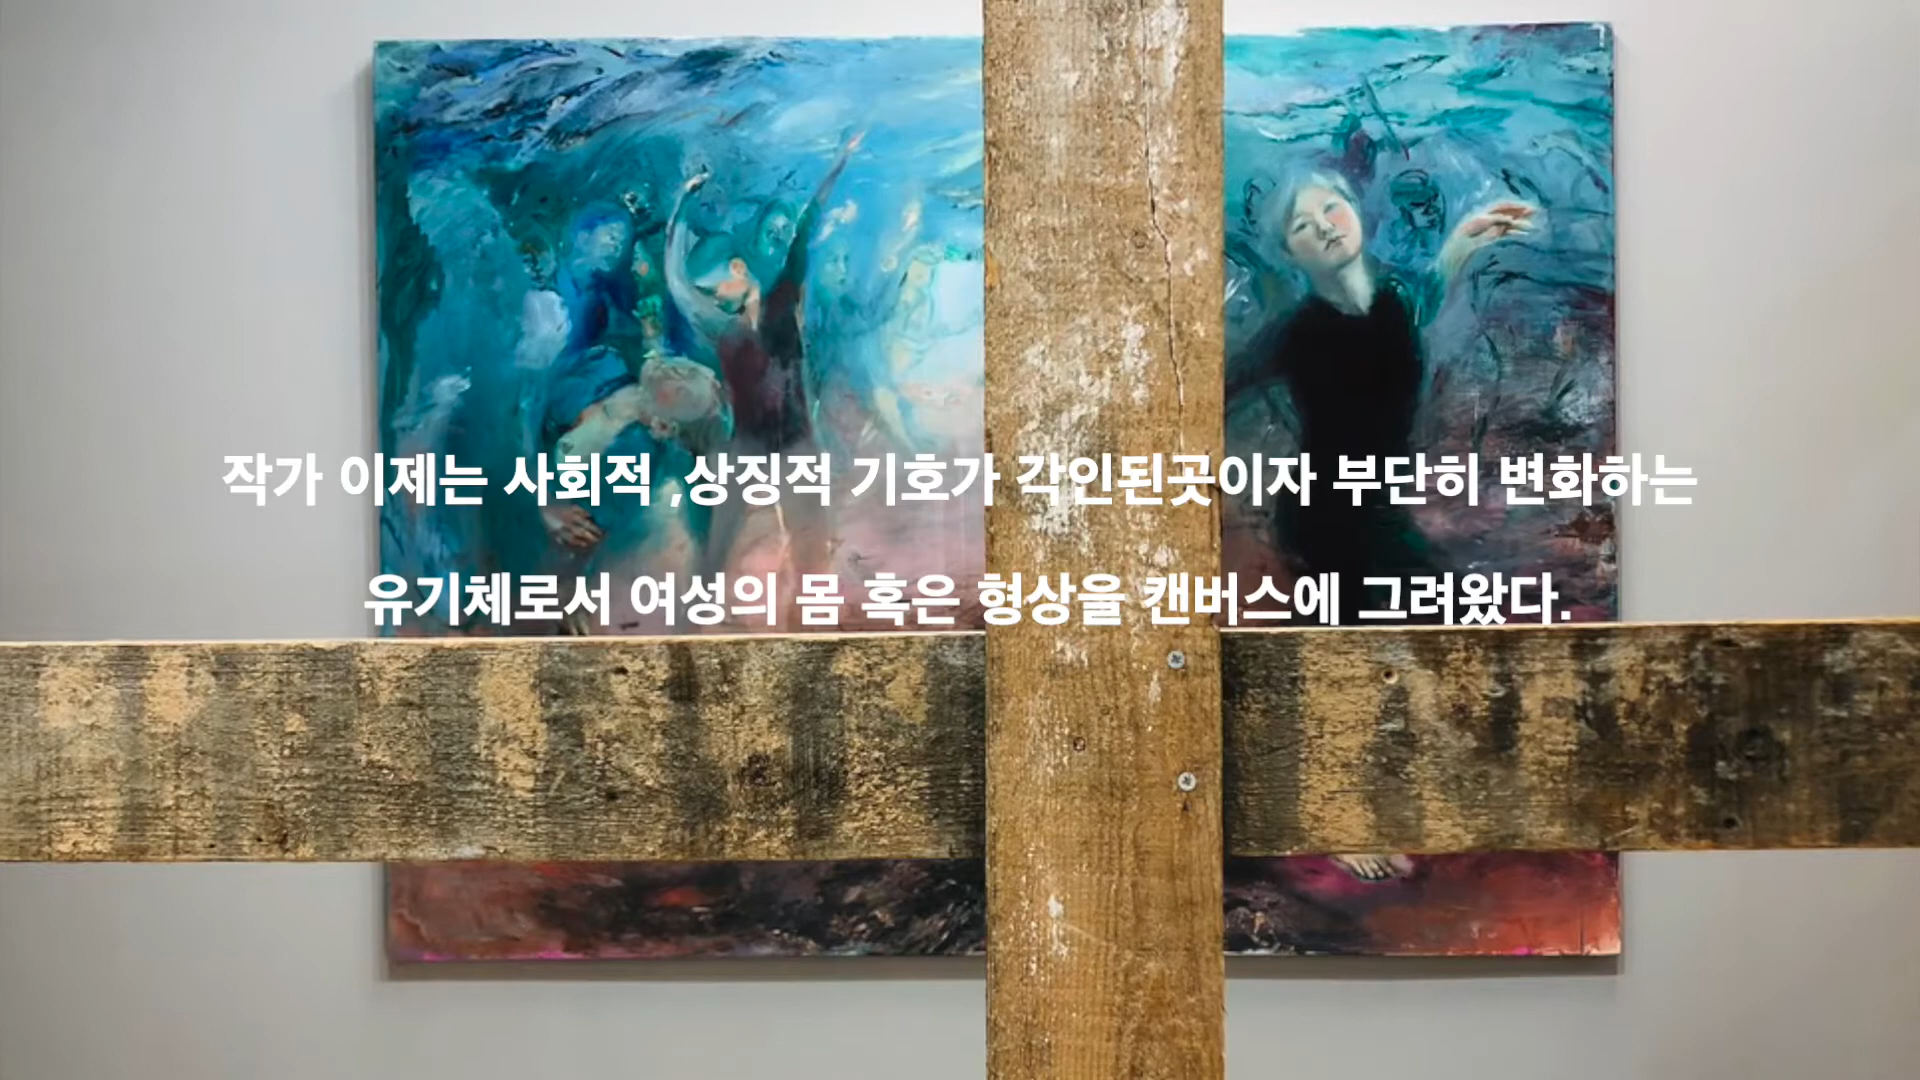 작가 이제는 사회적 ,상징적 기호가 각인된곳이자 부단히 변화하는
유기체로서 여성의 몸 혹은 형상을 캔버스에 그려왔다.